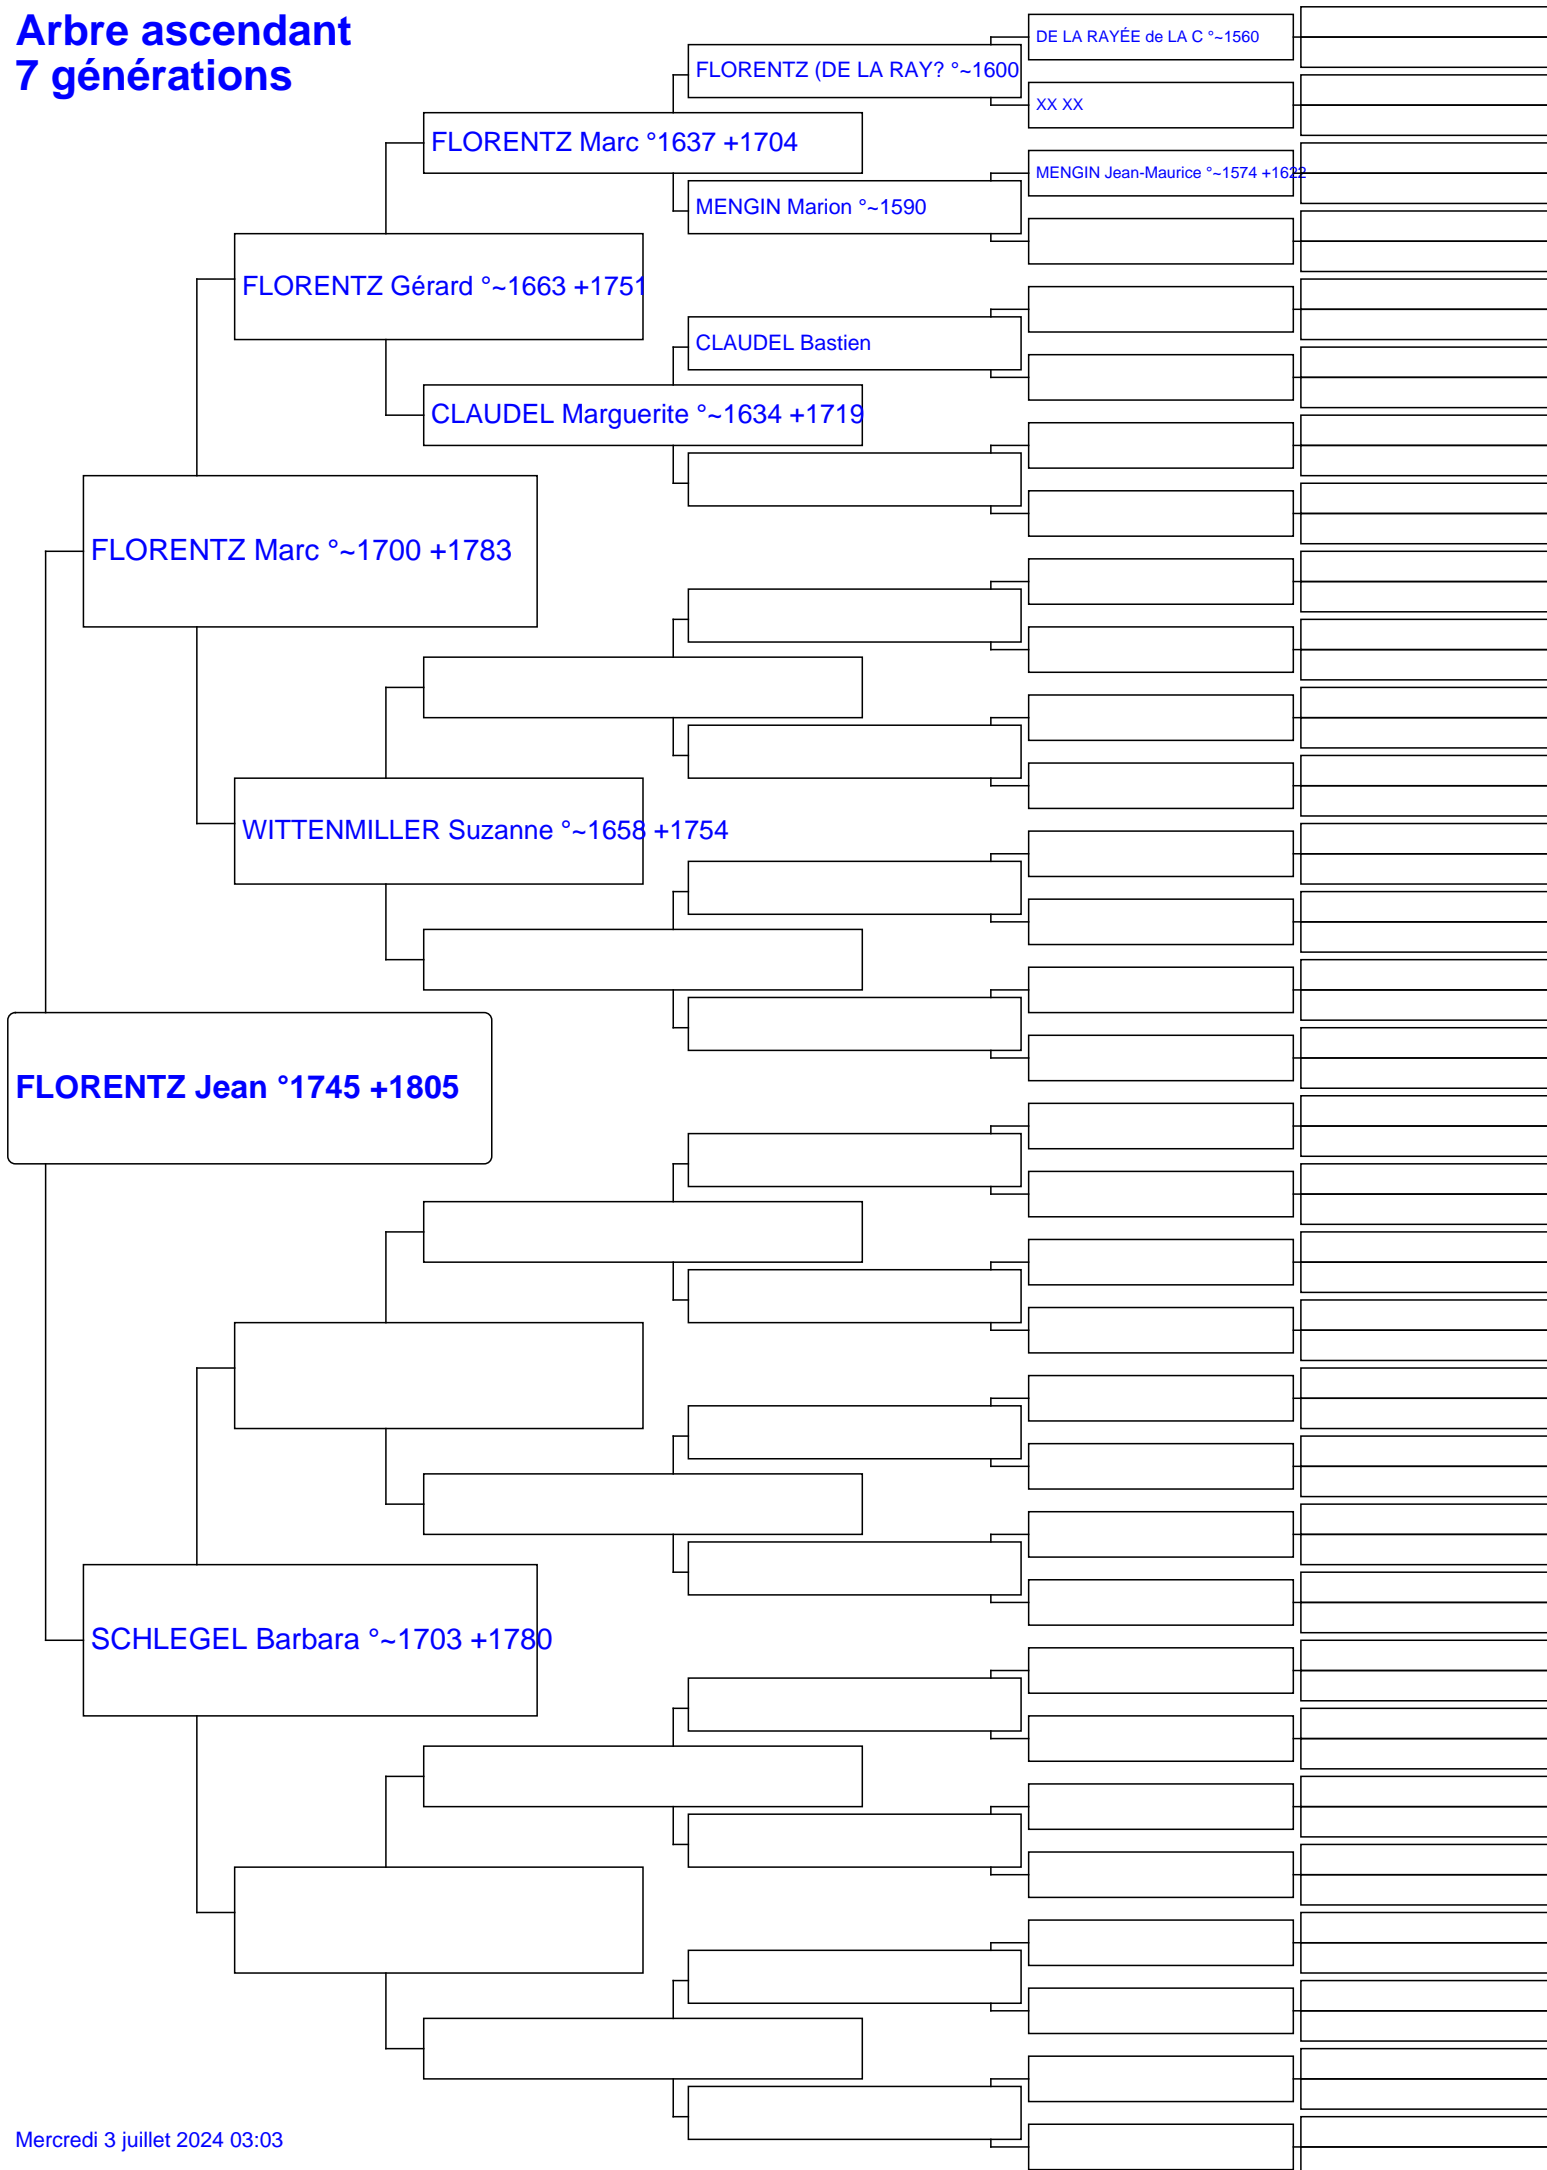 Arbre ascendant
7 générations
DE LA RAYÉE de LA C °~1560
FLORENTZ (DE LA RAY? °~1600
XX XX
FLORENTZ Marc °1637 +1704
MENGIN Jean-Maurice °~1574 +1622
MENGIN Marion °~1590
FLORENTZ Gérard °~1663 +1751
CLAUDEL Bastien
CLAUDEL Marguerite °~1634 +1719
FLORENTZ Marc °~1700 +1783
WITTENMILLER Suzanne °~1658 +1754
FLORENTZ Jean °1745 +1805
SCHLEGEL Barbara °~1703 +1780
Mercredi 3 juillet 2024 03:03